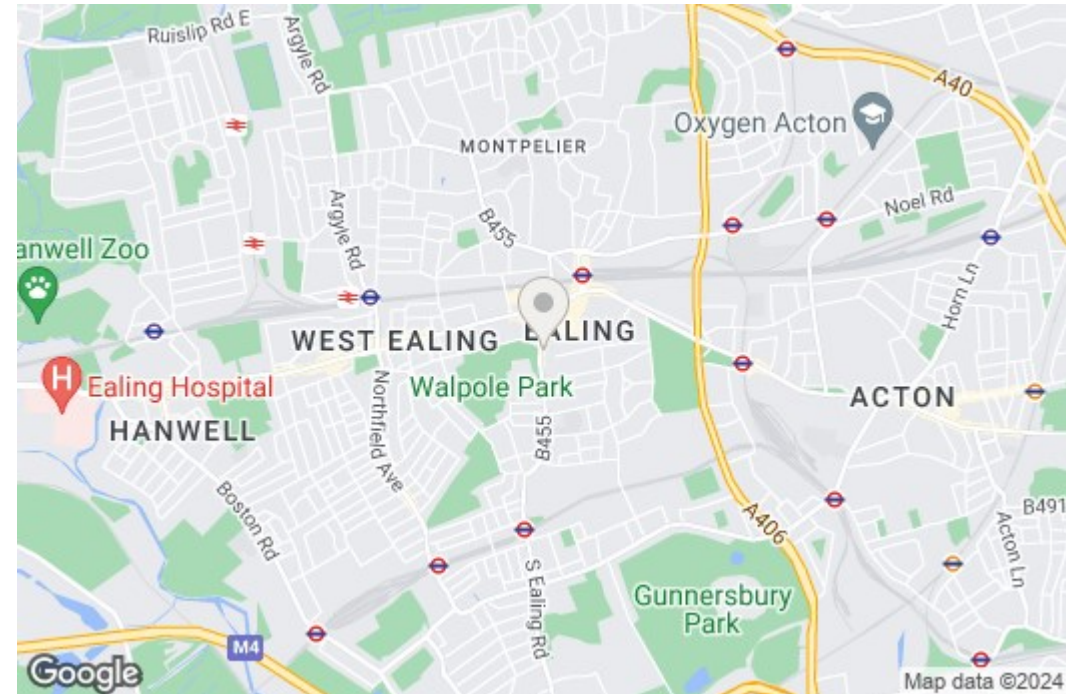 Ruislip Rd E
Argyle Rd
A40
Oxygen Acton
MONTPELIER
Noel Rd
Argyle Rd
B455
anwell Zoo
Horn Ln
WEST EALING
EALING
Ealing Hospital
H
Walpole Park
ACTON
HANWELL
Northfield Ave
B455
Boston Rd
A406
B491
Acton Ln
S Ealing Rd
Gunnersbury
Park
M4
Google
Map data ©2024